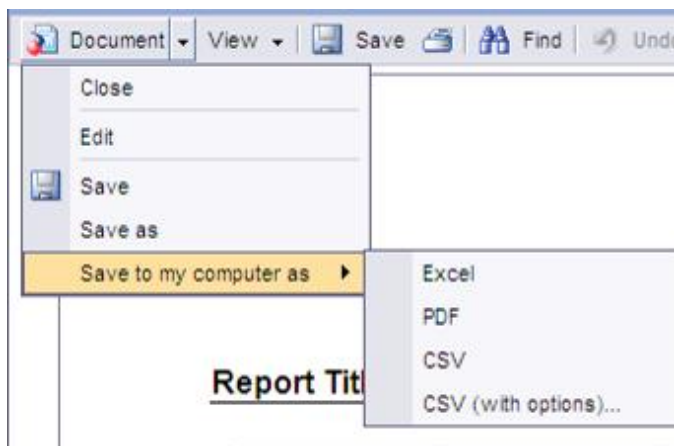 Document View Save Find
Close
Edit
Save
Save as
Save to my computer as
Excel
PDF
CSV
CSV (with options)...
Report